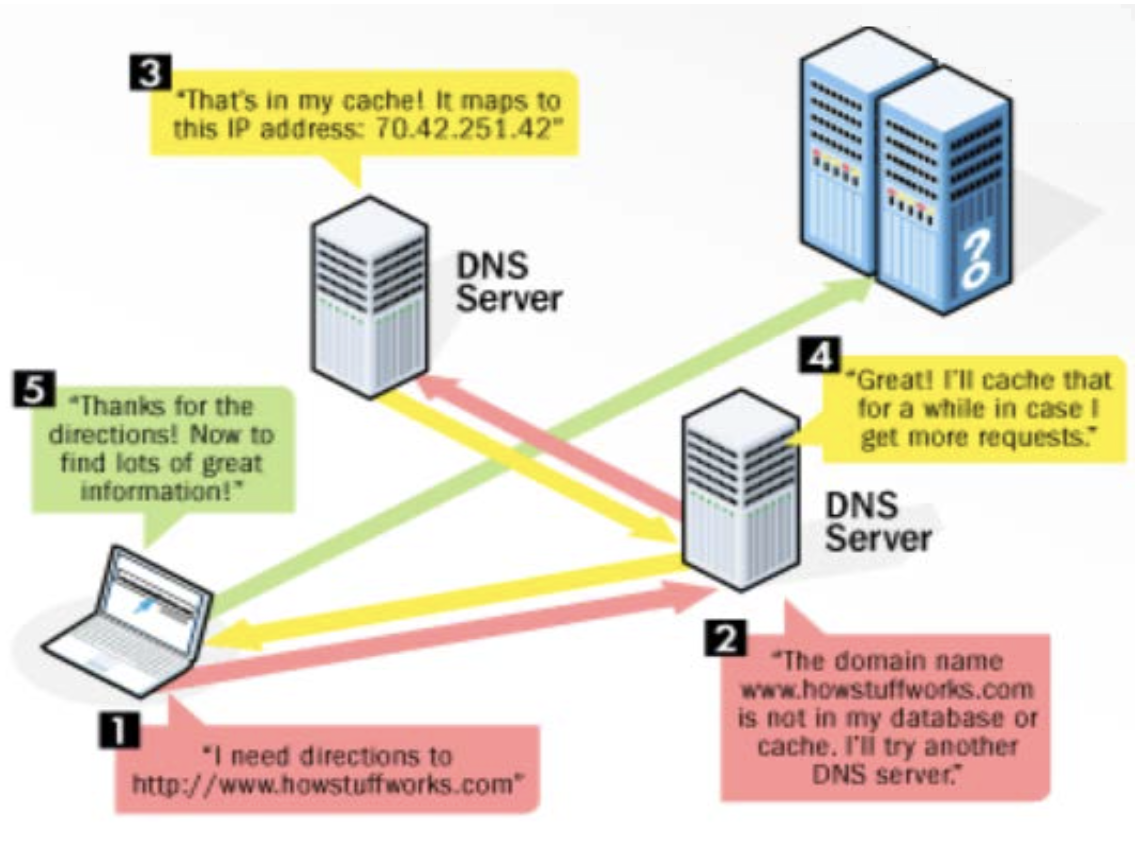 3
"That's in my cache! It maps to
this IP address: 70.42.251.42"
DNS
Server
?
4
"Great! I'll cache that
for a while in case I
get more requests."
5
"Thanks for the
directions! Now to
find lots of great
information!"
DNS
Server
2
"The domain name
www.howstuffworks.com
is not in my database or
cache. I'll try another
DNS server."
1
"I need directions to
http://www.howstuffworks.com"